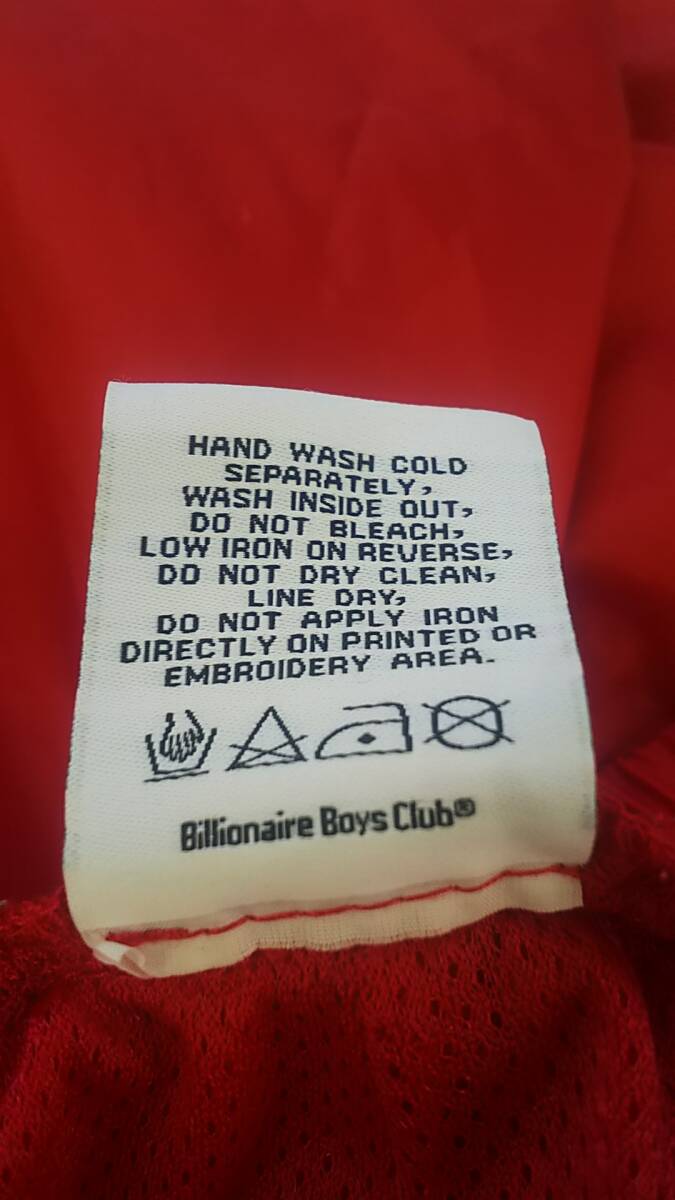 HAND WASH COLD
SEPARATELY,
WASH INSIDE OUT,
DO NOT BLEACH,
LOW IRON ON REVERSE,
DO NOT DRY CLEAN,
LINE DRY,
DO NOT APPLY IRON
DIRECTLY ON PRINTED OR
EMBROIDERY AREA.
Billionaire Boys Club®